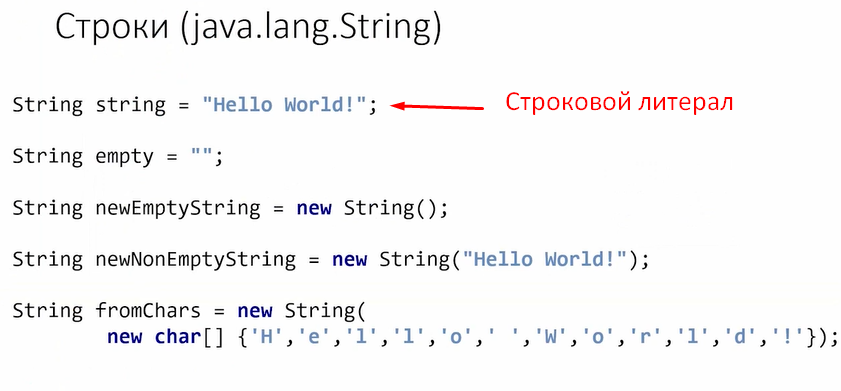 Строки (java.lang.String)
String string = "Hello World!"; Строковой литерал
String empty = "";
String newEmptyString = new String();
String newNonEmptyString = new String("Hello World!");
String fromChars = new String(
new char[] {'H','e','l','l','o',' ','W','o','r','l','d','!'});